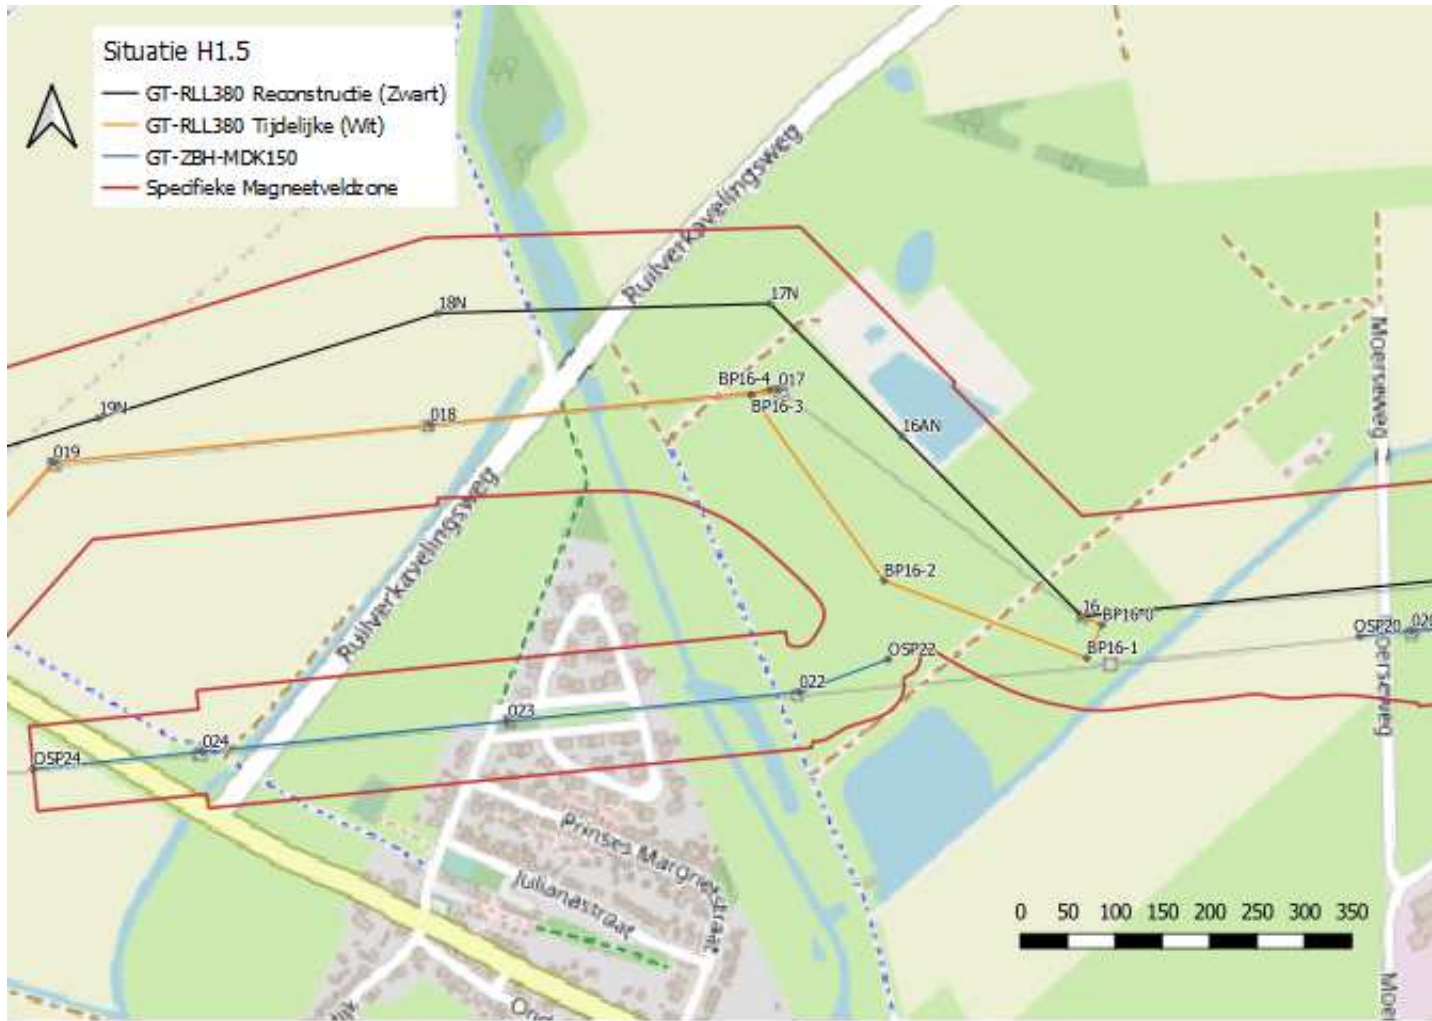 Situatie H1.5
GT-RLL380 Reconstructie (Zwart)
GT-RLL380 Tijdelijke (Wit)
GT-ZBH-MDK150
Specifieke Magneetveldzone
Ruilverkavelingsweg
18N
17N
19N
BP16-4
017
BP16-3
018
16AN
019
Moerseweg
Ruilverkavelingsweg
BP16-2
16
BP16-0
OSP20
020
OSP22
BP16-1
022
023
024
OSP24
Moerseweg
Prinses Margrietstraat
Julianastraat
0 50 100 150 200 250 300 350